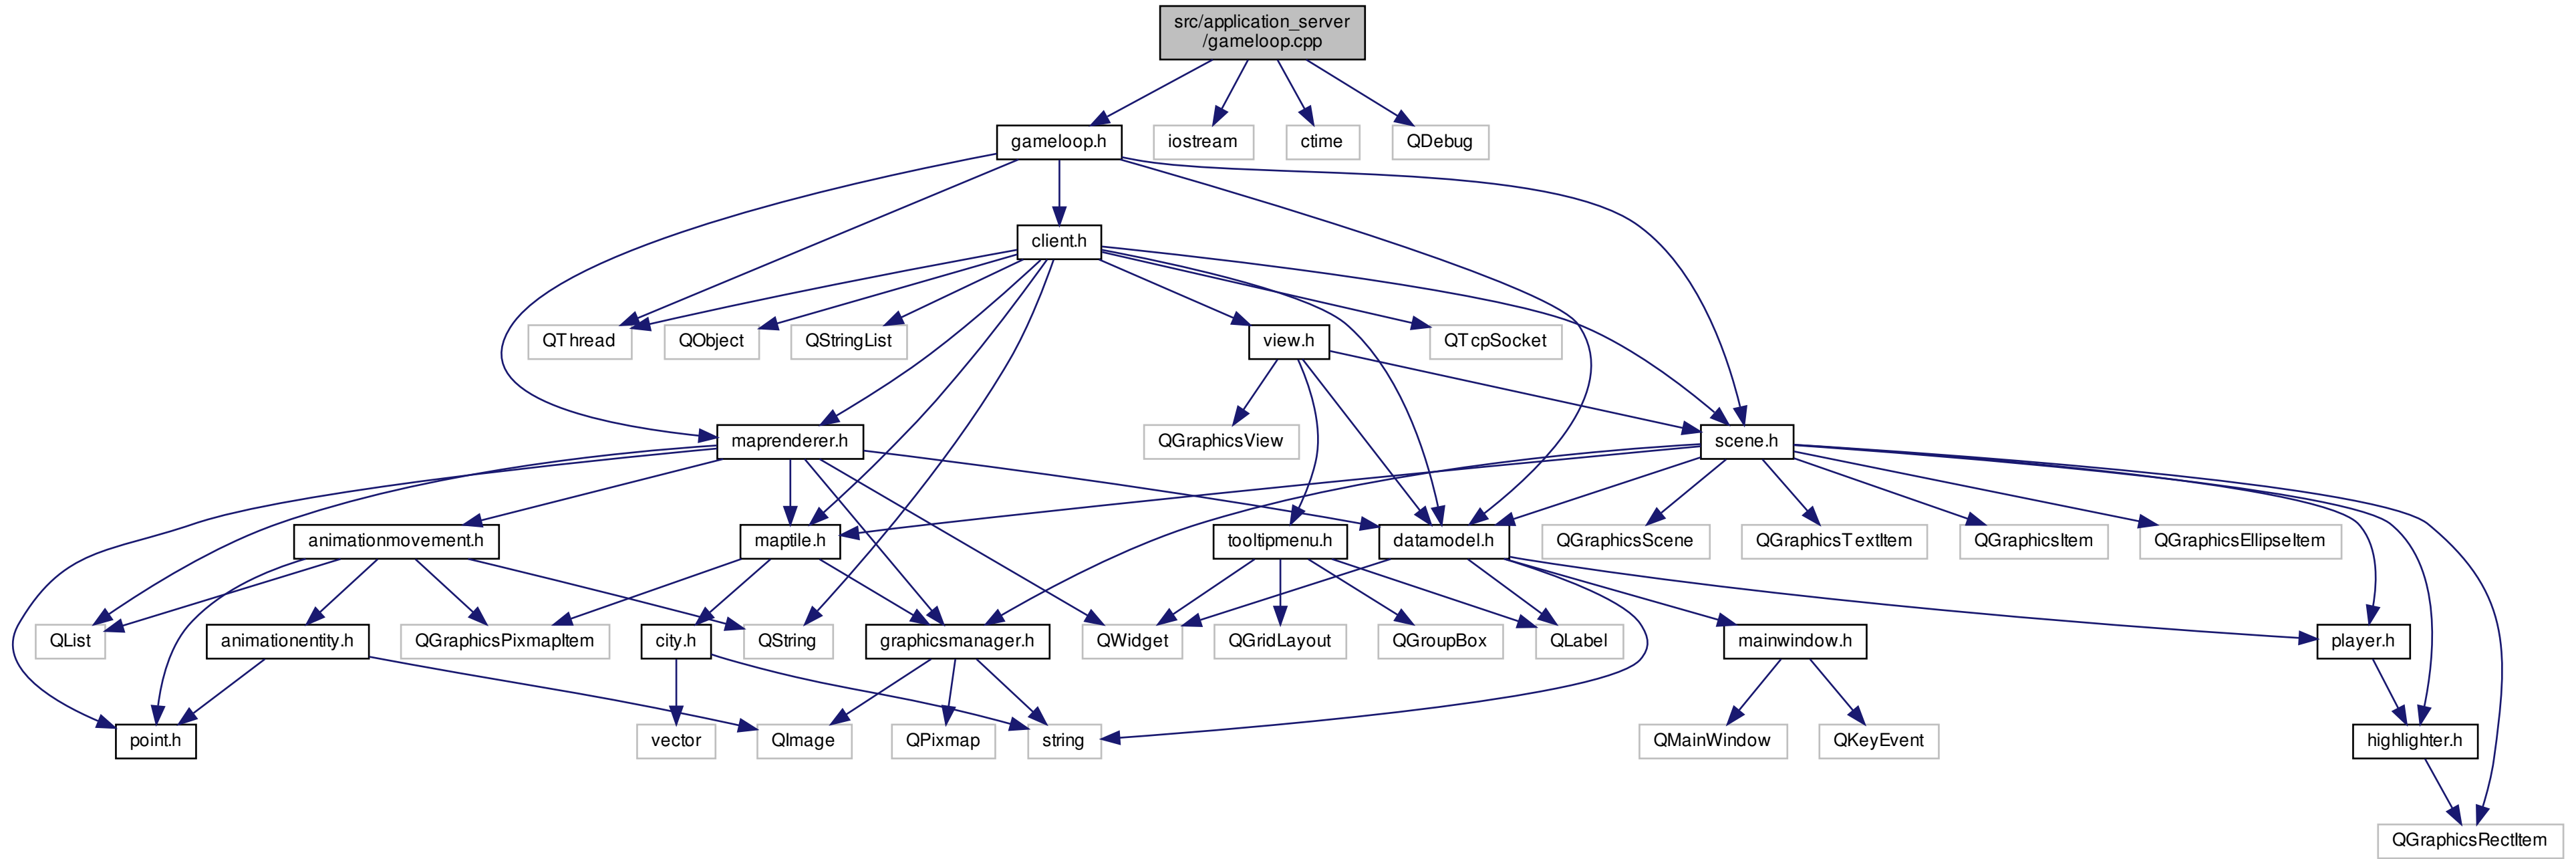 src/application_server
/gameloop.cpp
gameloop.h
iostream
ctime
QDebug
client.h
QThread
QObject
QStringList
view.h
QTcpSocket
maprenderer.h
QGraphicsView
scene.h
animationmovement.h
maptile.h
tooltipmenu.h
datamodel.h
QGraphicsScene
QGraphicsTextItem
QGraphicsItem
QGraphicsEllipseItem
QList
animationentity.h
QGraphicsPixmapItem
city.h
QString
graphicsmanager.h
QWidget
QGridLayout
QGroupBox
QLabel
mainwindow.h
player.h
point.h
vector
QImage
QPixmap
string
QMainWindow
QKeyEvent
highlighter.h
QGraphicsRectItem